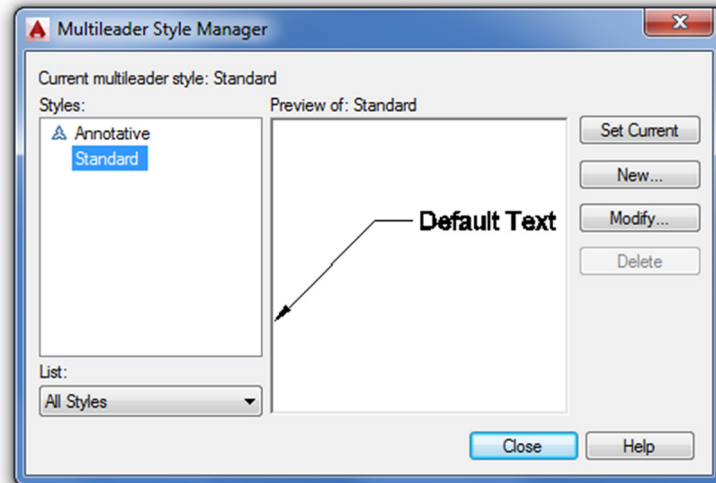 Multileader Style Manager
Current multileader style: Standard
Styles:
Preview of: Standard
Annotative
Standard
Default Text
Set Current
New...
Modify...
Delete
List:
All Styles
Close
Help